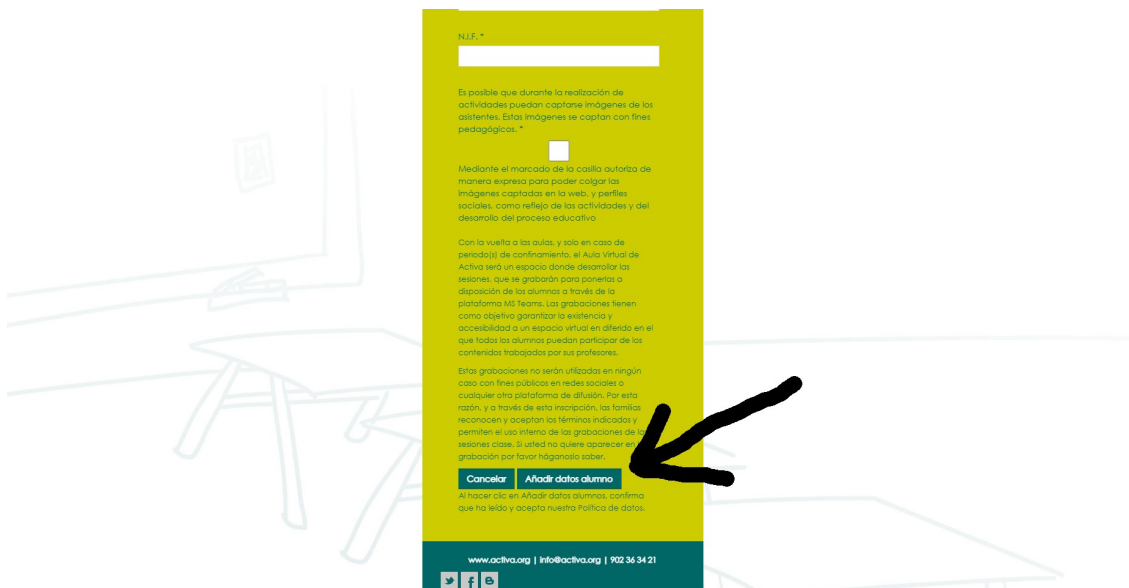 N.I.F. *
Es posible que durante la realización de
actividades puedan captarse imágenes de los
asistentes. Estas imágenes se captan con fines
pedagógicos. *
Mediante el marcado de la casilla autoriza de
manera expresa para poder colgar las
imágenes captadas en la web, y perfiles
sociales, como reflejo de las actividades y del
desarrollo del proceso educativo
Con la vuelta a las aulas, y solo en caso de
periodo(s) de confinamiento, el Aula Virtual de
Activa será un espacio donde desarrollar las
sesiones, que se grabarán para ponerlas a
disposición de los alumnos a través de la
plataforma MS Teams. Las grabaciones tienen
como objetivo garantizar la existencia y
accesibilidad a un espacio virtual en diferido en el
que todos los alumnos puedan participar de los
contenidos trabajados por sus profesores.
Estas grabaciones no serán utilizadas en ningún
caso con fines públicos en redes sociales o
cualquier otra plataforma de difusión. Por esta
razón, y a través de esta inscripción, las familias
reconocen y aceptan los términos indicados y
permiten el uso interno de las grabaciones de
sesiones clase. Si usted no quiere aparecer en
grabación por favor háganoslo saber.
Cancelar Añadir datos alumno
Al hacer clic en Añadir datos alumnos, confirma
que ha leído y acepta nuestra Política de datos.
www.activa.org | info@activa.org | 902 36 34 21